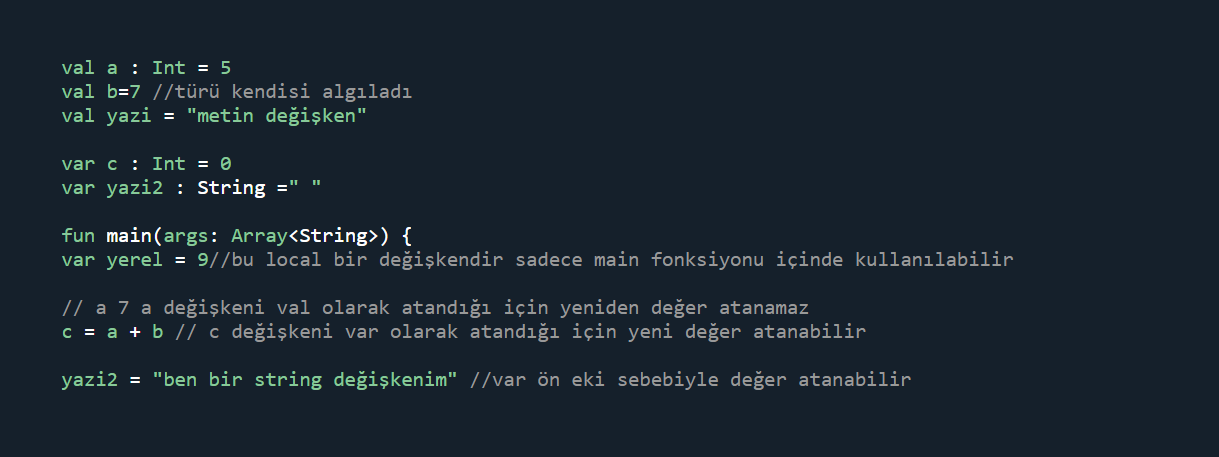 val a : Int = 5
val b=7 //türü kendisi algıladı
val yazi = "metin değişken"
var c : Int = 0
var yazi2 : String =" "
fun main(args: Array<String>) {
var yerel = 9//bu local bir değişkendir sadece main fonksiyonu içinde kullanılabilir
// a 7 a değişkeni val olarak atandığı için yeniden değer atanamaz
c = a + b // c değişkeni var olarak atandığı için yeni değer atanabilir
yazi2 = "ben bir string değişkenim" //var ön eki sebebiyle değer atanabilir